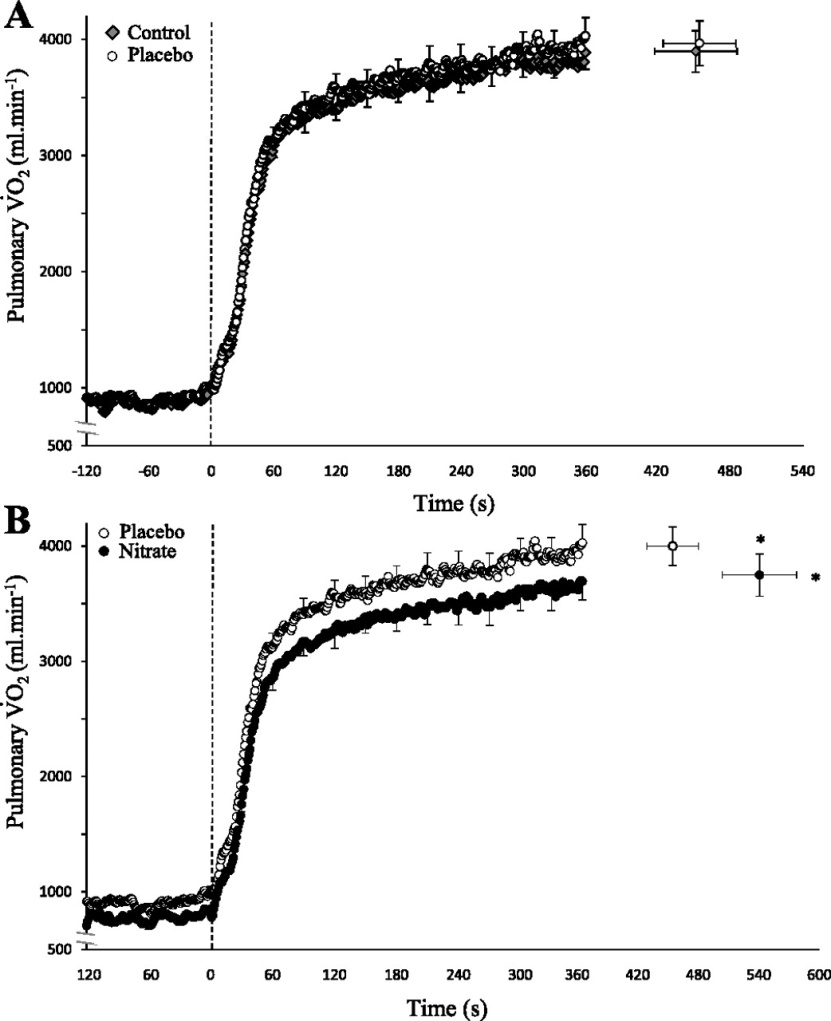 A
Control
Placebo
4000
3000
2000
1000
500
Pulmonary V̇O₂ (ml.min⁻¹)
-120 -60 0 60 120 180 240 300 360 420 480 540
Time (s)
B
Placebo
Nitrate
4000
3000
2000
1000
500
Pulmonary V̇O₂ (ml.min⁻¹)
*
*
120 60 0 60 120 180 240 300 360 420 480 540 600
Time (s)